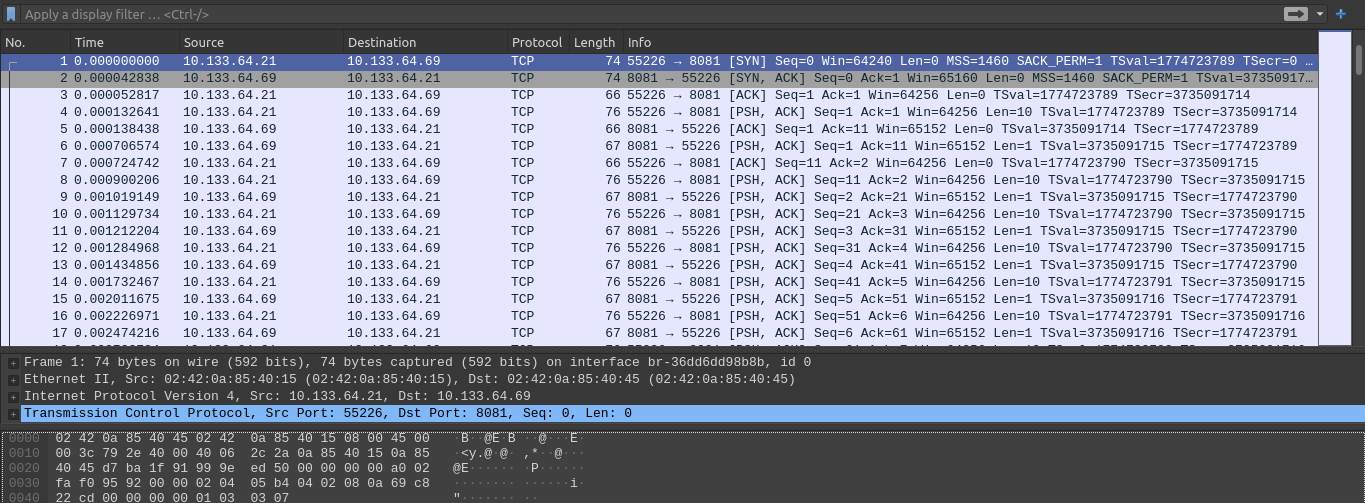 Apply a display filter … <Ctrl-/>
No. Time Source Destination Protocol Length Info
1 0.000000000 10.133.64.21 10.133.64.69 TCP 74 55226 → 8081 [SYN] Seq=0 Win=64240 Len=0 MSS=1460 SACK_PERM=1 TSval=1774723789 TSecr=0 …
2 0.000042838 10.133.64.69 10.133.64.21 TCP 74 8081 → 55226 [SYN, ACK] Seq=0 Ack=1 Win=65160 Len=0 MSS=1460 SACK_PERM=1 TSval=37350917…
3 0.000052817 10.133.64.21 10.133.64.69 TCP 66 55226 → 8081 [ACK] Seq=1 Ack=1 Win=64256 Len=0 TSval=1774723789 TSecr=3735091714
4 0.000132641 10.133.64.21 10.133.64.69 TCP 76 55226 → 8081 [PSH, ACK] Seq=1 Ack=1 Win=64256 Len=10 TSval=1774723789 TSecr=3735091714
5 0.000138438 10.133.64.69 10.133.64.21 TCP 66 8081 → 55226 [ACK] Seq=1 Ack=11 Win=65152 Len=0 TSval=3735091714 TSecr=1774723789
6 0.000706574 10.133.64.69 10.133.64.21 TCP 67 8081 → 55226 [PSH, ACK] Seq=1 Ack=11 Win=65152 Len=1 TSval=3735091715 TSecr=1774723789
7 0.000724742 10.133.64.21 10.133.64.69 TCP 66 55226 → 8081 [ACK] Seq=11 Ack=2 Win=64256 Len=0 TSval=1774723790 TSecr=3735091715
8 0.000900206 10.133.64.21 10.133.64.69 TCP 76 55226 → 8081 [PSH, ACK] Seq=11 Ack=2 Win=64256 Len=10 TSval=1774723790 TSecr=3735091715
9 0.001019149 10.133.64.69 10.133.64.21 TCP 67 8081 → 55226 [PSH, ACK] Seq=2 Ack=21 Win=65152 Len=1 TSval=3735091715 TSecr=1774723790
10 0.001129734 10.133.64.21 10.133.64.69 TCP 76 55226 → 8081 [PSH, ACK] Seq=21 Ack=3 Win=64256 Len=10 TSval=1774723790 TSecr=3735091715
11 0.001212204 10.133.64.69 10.133.64.21 TCP 67 8081 → 55226 [PSH, ACK] Seq=3 Ack=31 Win=65152 Len=1 TSval=3735091715 TSecr=1774723790
12 0.001284968 10.133.64.21 10.133.64.69 TCP 76 55226 → 8081 [PSH, ACK] Seq=31 Ack=4 Win=64256 Len=10 TSval=1774723790 TSecr=3735091715
13 0.001434856 10.133.64.69 10.133.64.21 TCP 67 8081 → 55226 [PSH, ACK] Seq=4 Ack=41 Win=65152 Len=1 TSval=3735091715 TSecr=1774723790
14 0.001732467 10.133.64.21 10.133.64.69 TCP 76 55226 → 8081 [PSH, ACK] Seq=41 Ack=5 Win=64256 Len=10 TSval=1774723791 TSecr=3735091715
15 0.002011675 10.133.64.69 10.133.64.21 TCP 67 8081 → 55226 [PSH, ACK] Seq=5 Ack=51 Win=65152 Len=1 TSval=3735091716 TSecr=1774723791
16 0.002226971 10.133.64.21 10.133.64.69 TCP 76 55226 → 8081 [PSH, ACK] Seq=51 Ack=6 Win=64256 Len=10 TSval=1774723791 TSecr=3735091716
17 0.002474216 10.133.64.69 10.133.64.21 TCP 67 8081 → 55226 [PSH, ACK] Seq=6 Ack=61 Win=65152 Len=1 TSval=3735091716 TSecr=1774723791
Frame 1: 74 bytes on wire (592 bits), 74 bytes captured (592 bits) on interface br-36dd6dd98b8b, id 0
Ethernet II, Src: 02:42:0a:85:40:15 (02:42:0a:85:40:15), Dst: 02:42:0a:85:40:45 (02:42:0a:85:40:45)
Internet Protocol Version 4, Src: 10.133.64.21, Dst: 10.133.64.69
Transmission Control Protocol, Src Port: 55226, Dst Port: 8081, Seq: 0, Len: 0
0000 02 42 0a 85 40 45 02 42 0a 85 40 15 08 00 45 00 ·B··@E·B ··@···E·
0010 00 3c 79 2e 40 00 40 06 2c 2a 0a 85 40 15 0a 85 ·<y.@·@· ,*··@···
0020 40 45 d7 ba 1f 91 99 9e ed 50 00 00 00 00 a0 02 @E······ ·P······
0030 fa f0 95 92 00 00 02 04 05 b4 04 02 08 0a 69 c8 ········ ······i·
0040 22 cd 00 00 00 00 01 03 03 07 "······· ··